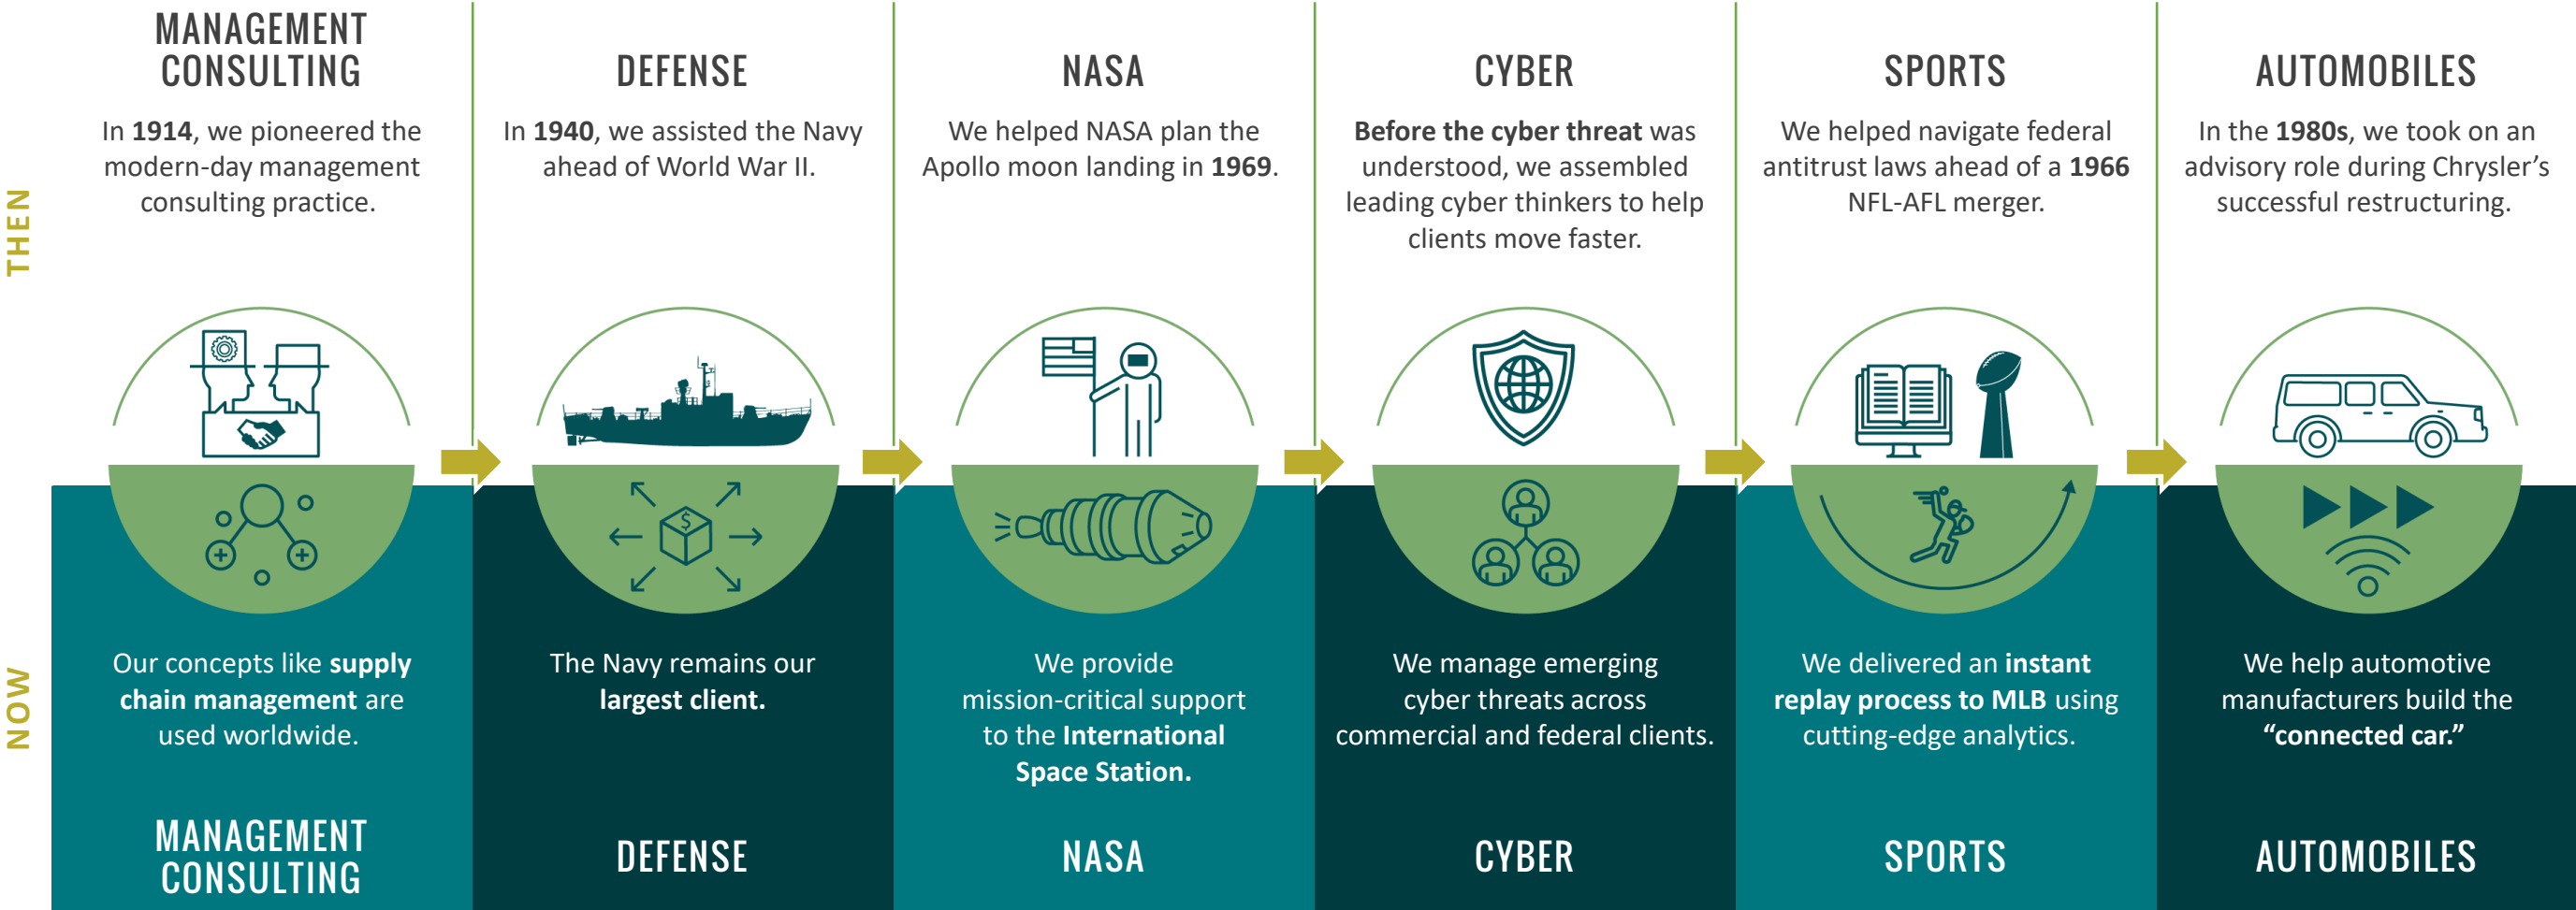 THEN
MANAGEMENT
CONSULTING
In 1914, we pioneered the
modern-day management
consulting practice.
DEFENSE
In 1940, we assisted the Navy
ahead of World War II.
NASA
We helped NASA plan the
Apollo moon landing in 1969.
CYBER
Before the cyber threat was
understood, we assembled
leading cyber thinkers to help
clients move faster.
SPORTS
We helped navigate federal
antitrust laws ahead of a 1966
NFL-AFL merger.
AUTOMOBILES
In the 1980s, we took on an
advisory role during Chrysler’s
successful restructuring.
$
NOW
Our concepts like supply
chain management are
used worldwide.
MANAGEMENT
CONSULTING
The Navy remains our
largest client.
DEFENSE
We provide
mission-critical support
to the International
Space Station.
NASA
We manage emerging
cyber threats across
commercial and federal clients.
CYBER
We delivered an instant
replay process to MLB using
cutting-edge analytics.
SPORTS
We help automotive
manufacturers build the
“connected car.”
AUTOMOBILES